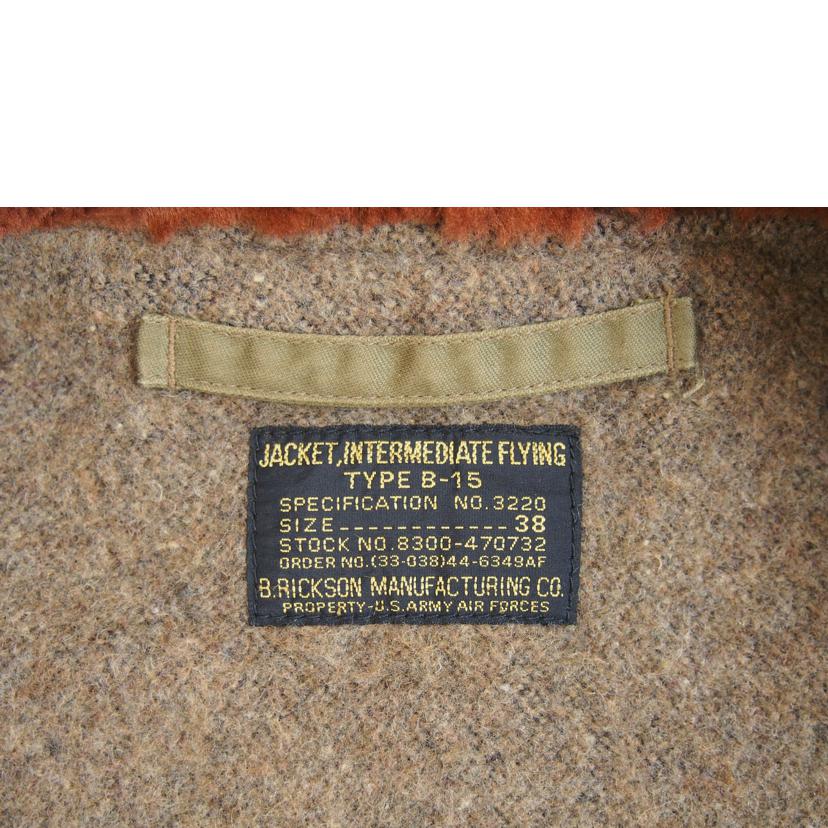 JACKET, INTERMEDIATE FLYING
TYPE B-15
SPECIFICATION NO. 3220
SIZE------------38
STOCK NO. 8300-470732
ORDER NO. (33-038)44-6349AF
B. RICKSON MANUFACTURING CO.
PROPERTY-U.S. ARMY AIR FORCES